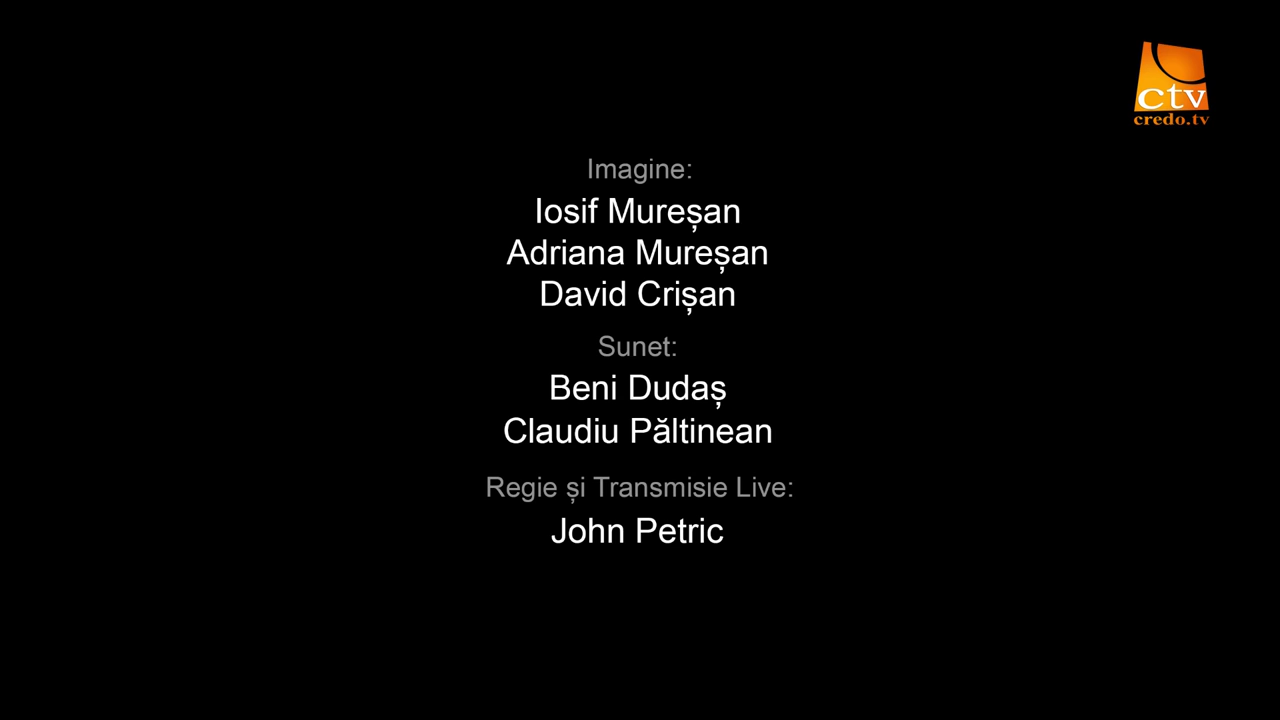 ctv
credo.tv
Imagine:
Iosif Mureșan
Adriana Mureșan
David Crișan
Sunet:
Beni Dudaș
Claudiu Păltinean
Regie și Transmisie Live:
John Petric